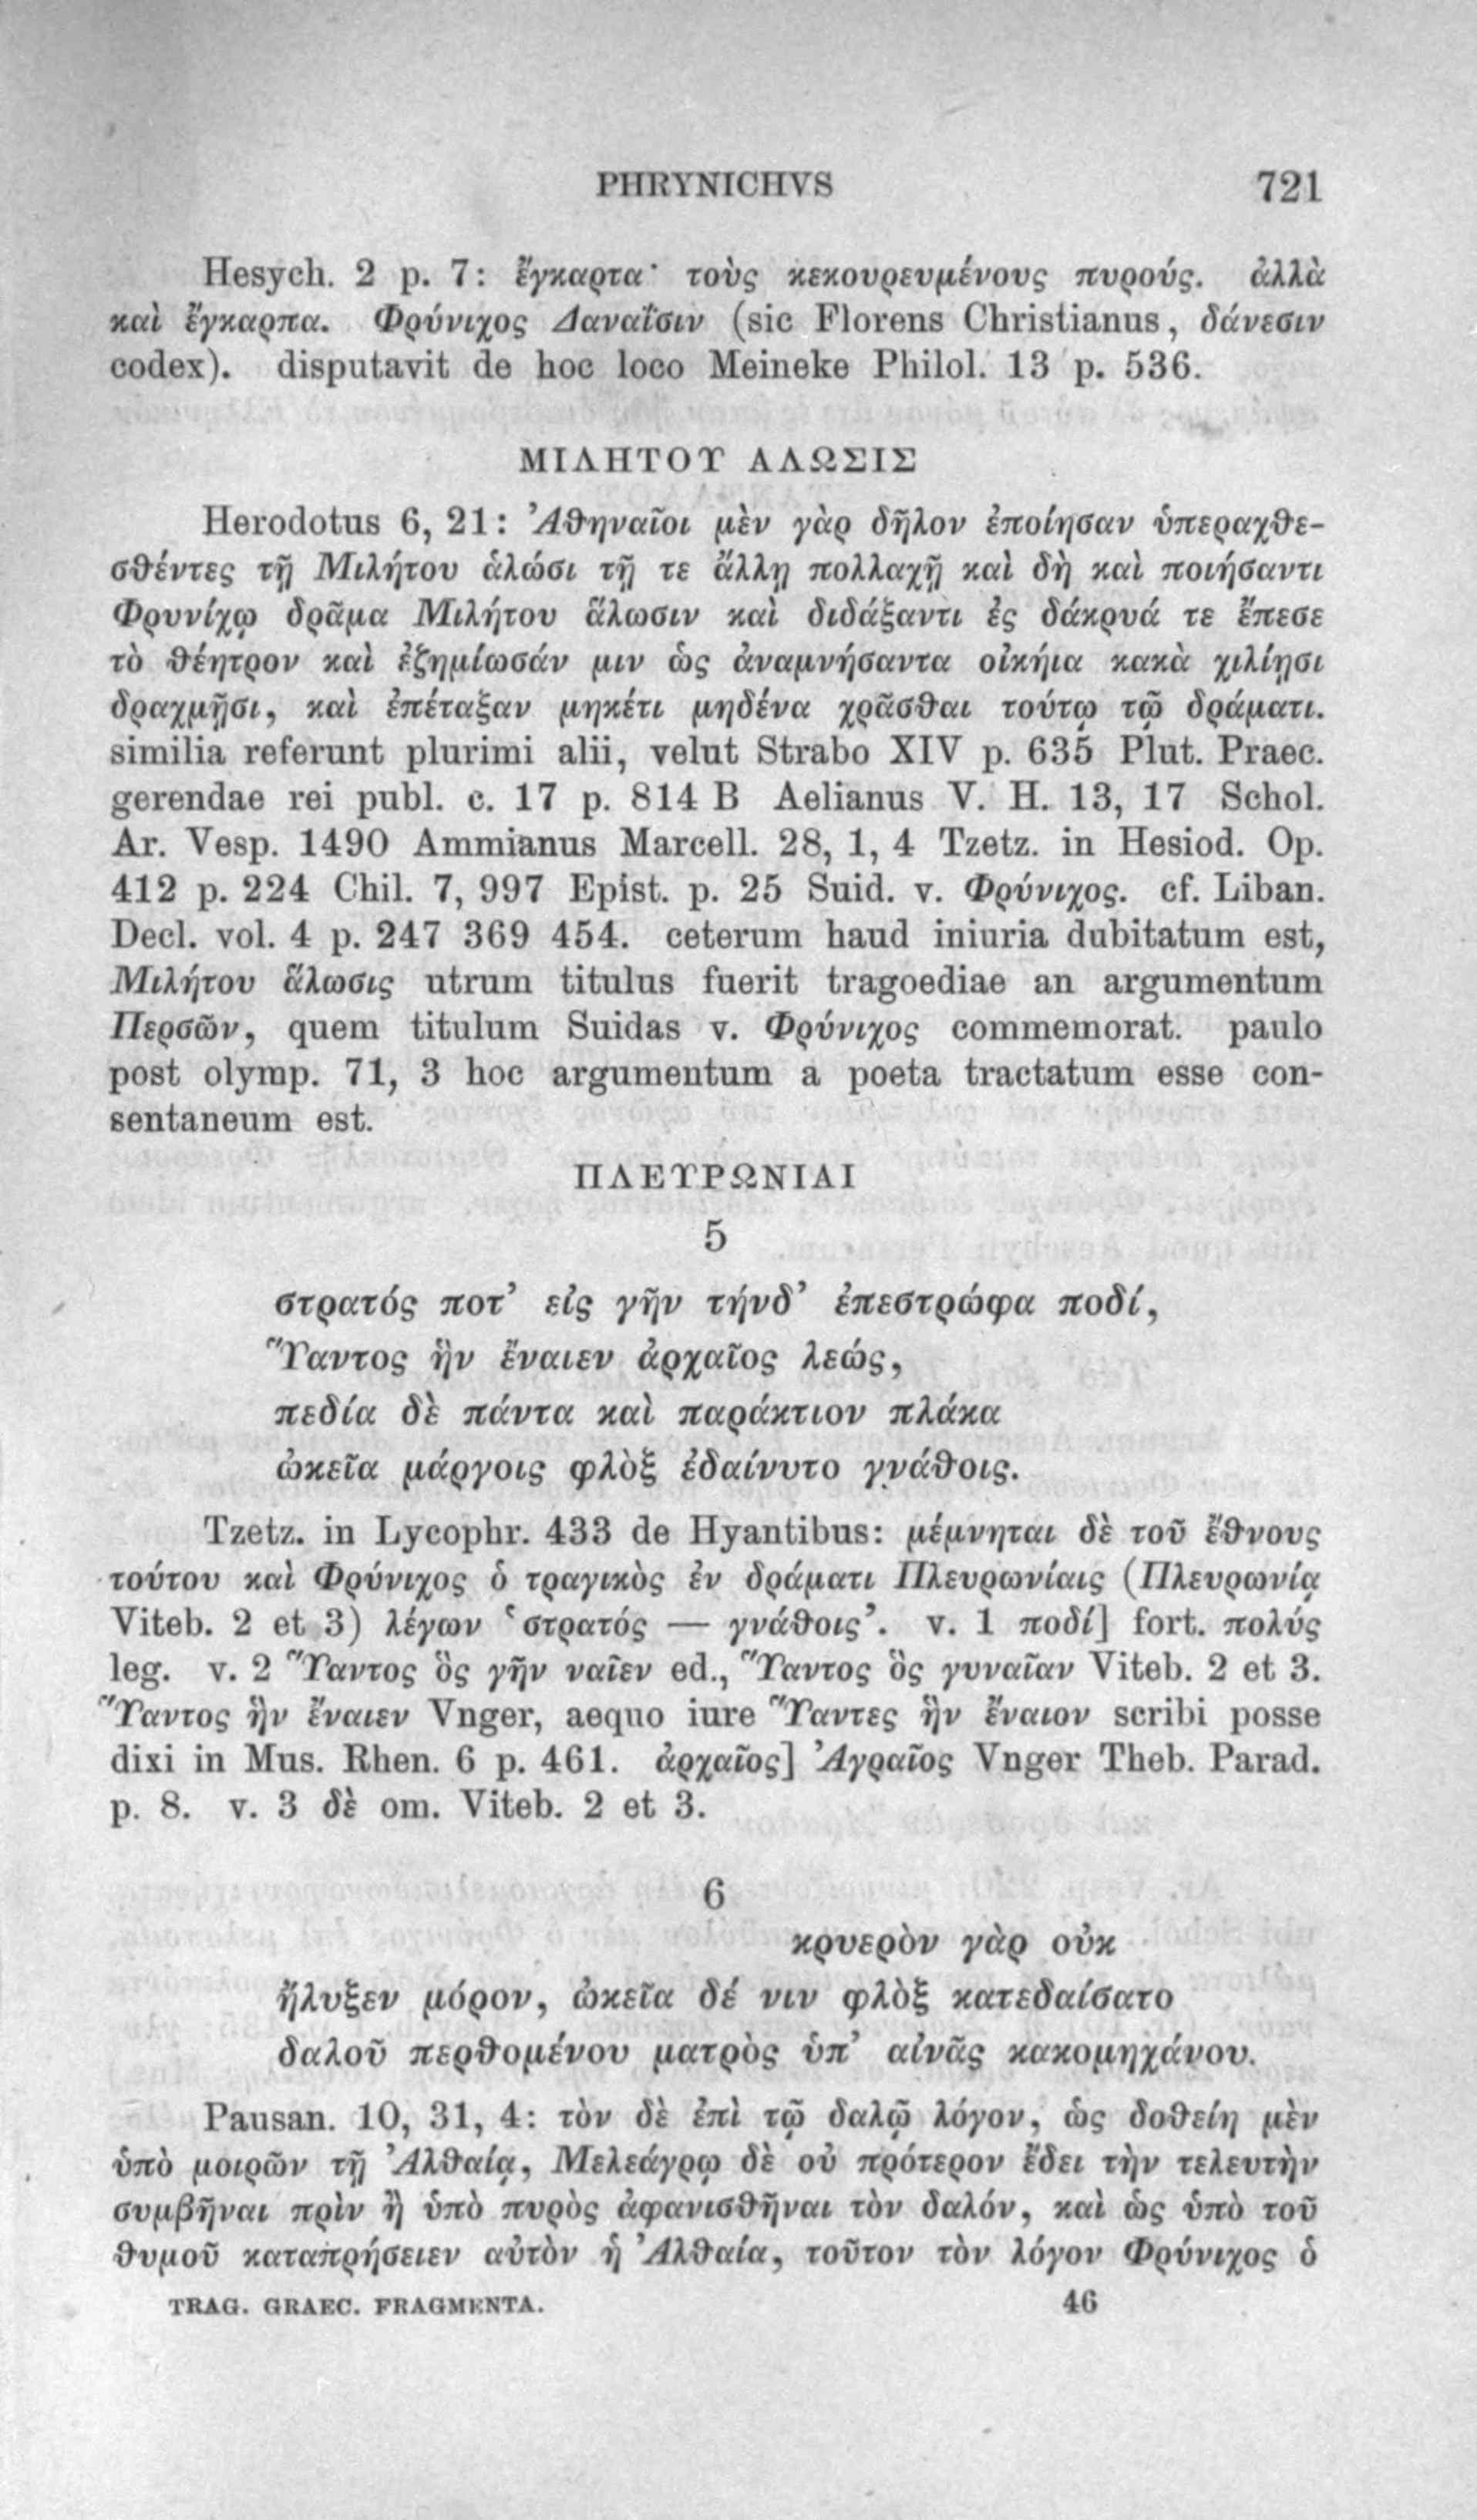 PHRYNICHVS 721
Hesych. 2 p. 7: ἔγκαρτα· τοὺς κεκουρευμένους πυρούς. ἀλλὰ
καὶ ἔγκαρπα. Φρύνιχος Δαναΐσιν (sic Florens Christianus, δάνεσιν
codex). disputavit de hoc loco Meineke Philol. 13 p. 536.
ΜΙΛΗΤΟΥ ΑΛΩΣΙΣ
Herodotus 6, 21: Ἀθηναῖοι μὲν γὰρ δῆλον ἐποίησαν ὑπεραχθε-
σθέντες τῇ Μιλήτου ἁλώσι τῇ τε ἄλλῃ πολλαχῇ καὶ δὴ καὶ ποιήσαντι
Φρυνίχῳ δρᾶμα Μιλήτου ἅλωσιν καὶ διδάξαντι ἐς δάκρυά τε ἔπεσε
τὸ θέητρον καὶ ἐζημίωσάν μιν ὡς ἀναμνήσαντα οἰκήια κακὰ χιλίῃσι
δραχμῇσι, καὶ ἐπέταξαν μηκέτι μηδένα χρᾶσθαι τούτῳ τῷ δράματι.
similia referunt plurimi alii, velut Strabo XIV p. 635 Plut. Praec.
gerendae rei publ. c. 17 p. 814 B Aelianus V. H. 13, 17 Schol.
Ar. Vesp. 1490 Ammianus Marcell. 28, 1, 4 Tzetz. in Hesiod. Op.
412 p. 224 Chil. 7, 997 Epist. p. 25 Suid. v. Φρύνιχος. cf. Liban.
Decl. vol. 4 p. 247 369 454. ceterum haud iniuria dubitatum est,
Μιλήτου ἅλωσις utrum titulus fuerit tragoediae an argumentum
Περσῶν, quem titulum Suidas v. Φρύνιχος commemorat. paulo
post olymp. 71, 3 hoc argumentum a poeta tractatum esse con-
sentaneum est.
ΠΛΕΥΡΩΝΙΑΙ
5
στρατός ποτ’ εἰς γῆν τήνδ’ ἐπεστρώφα ποδί,
Ὕαντος ἣν ἔναιεν ἀρχαῖος λεώς,
πεδία δὲ πάντα καὶ παράκτιον πλάκα
ὠκεῖα μάργοις φλὸξ ἐδαίνυτο γνάθοις.
Tzetz. in Lycophr. 433 de Hyantibus: μέμνηται δὲ τοῦ ἔθνους
τούτου καὶ Φρύνιχος ὁ τραγικὸς ἐν δράματι Πλευρωνίαις (Πλευρωνίᾳ
Viteb. 2 et 3) λέγων ‘στρατός — γνάθοις’. v. 1 ποδί] fort. πολύς
leg. v. 2 Ὕαντος ὃς γῆν ναῖεν ed., Ὕαντος ὃς γυναῖαν Viteb. 2 et 3.
Ὕαντος ἣν ἔναιεν Vnger, aequo iure Ὕαντες ἣν ἔναιον scribi posse
dixi in Mus. Rhen. 6 p. 461. ἀρχαῖος] Ἀγραῖος Vnger Theb. Parad.
p. 8. v. 3 δὲ om. Viteb. 2 et 3.
6
κρυερὸν γὰρ οὐκ
ἤλυξεν μόρον, ὠκεῖα δέ νιν φλὸξ κατεδαίσατο
δαλοῦ περθομένου ματρὸς ὑπ’ αἰνᾶς κακομηχάνου.
Pausan. 10, 31, 4: τὸν δὲ ἐπὶ τῷ δαλῷ λόγον, ὡς δοθείη μὲν
ὑπὸ μοιρῶν τῇ Ἀλθαίᾳ, Μελεάγρῳ δὲ οὐ πρότερον ἔδει τὴν τελευτὴν
συμβῆναι πρὶν ἢ ὑπὸ πυρὸς ἀφανισθῆναι τὸν δαλόν, καὶ ὡς ὑπὸ τοῦ
θυμοῦ καταπρήσειεν αὐτὸν ἡ Ἀλθαία, τοῦτον τὸν λόγον Φρύνιχος ὁ
TRAG. GRAEC. FRAGMENTA. 46